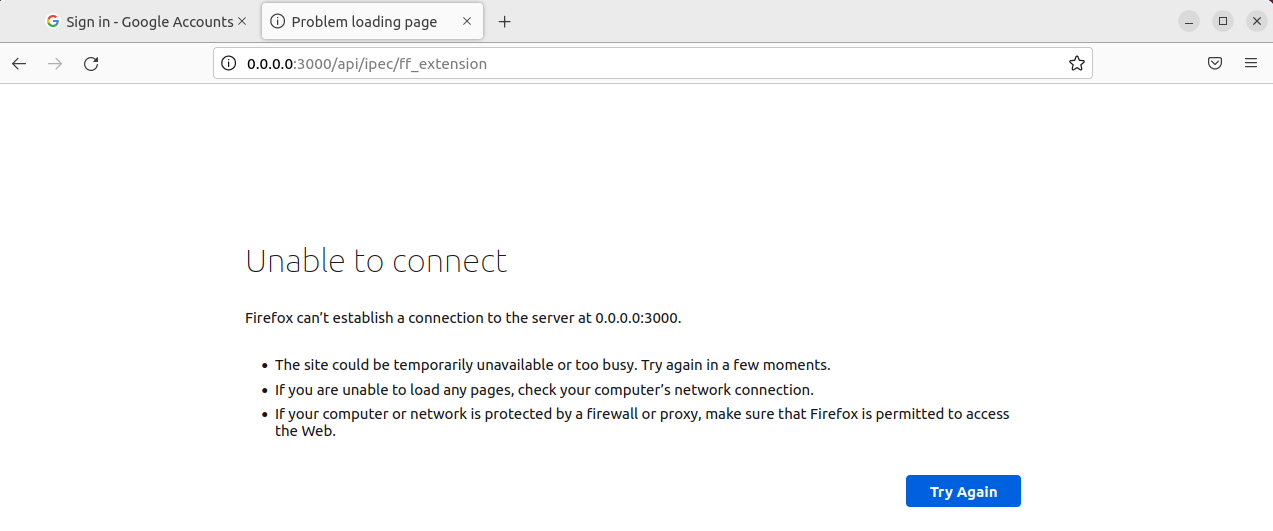 Sign in - Google Accounts
Problem loading page
0.0.0.0:3000/api/ipec/ff_extension
Unable to connect
Firefox can’t establish a connection to the server at 0.0.0.0:3000.
• The site could be temporarily unavailable or too busy. Try again in a few moments.
• If you are unable to load any pages, check your computer’s network connection.
• If your computer or network is protected by a firewall or proxy, make sure that Firefox is permitted to access
the Web.
Try Again